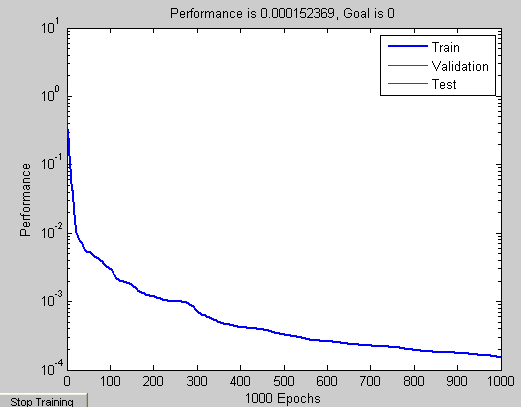 Performance is 0.000152369, Goal is 0
10^1
Train
Validation
Test
10^0
10^-1
10^-2
10^-3
10^-4
Performance
0 100 200 300 400 500 600 700 800 900 1000
1000 Epochs
Stop Training